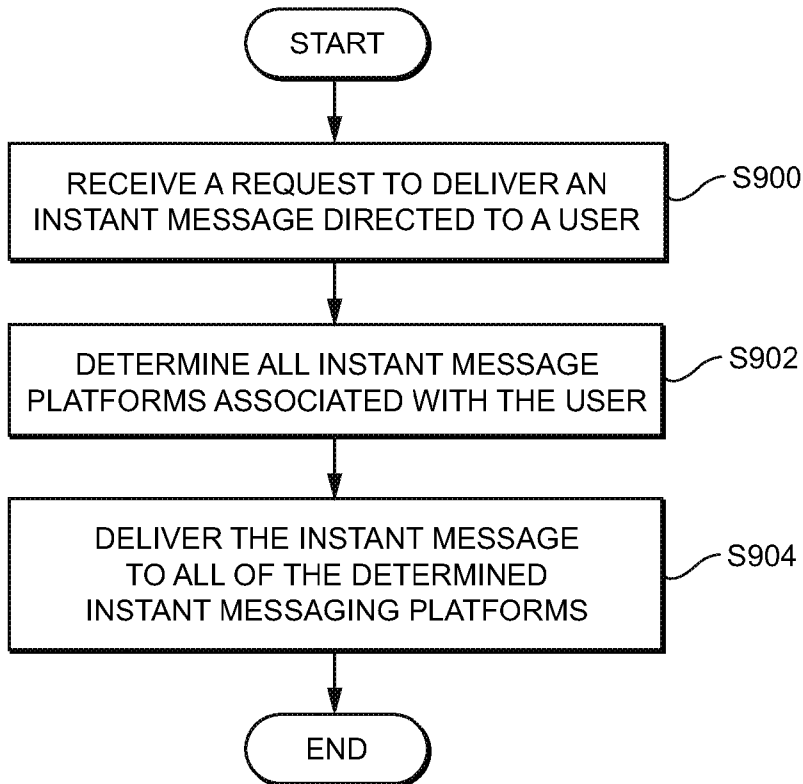 START
RECEIVE A REQUEST TO DELIVER AN
INSTANT MESSAGE DIRECTED TO A USER
S900
DETERMINE ALL INSTANT MESSAGE
PLATFORMS ASSOCIATED WITH THE USER
S902
DELIVER THE INSTANT MESSAGE
TO ALL OF THE DETERMINED
INSTANT MESSAGING PLATFORMS
S904
END